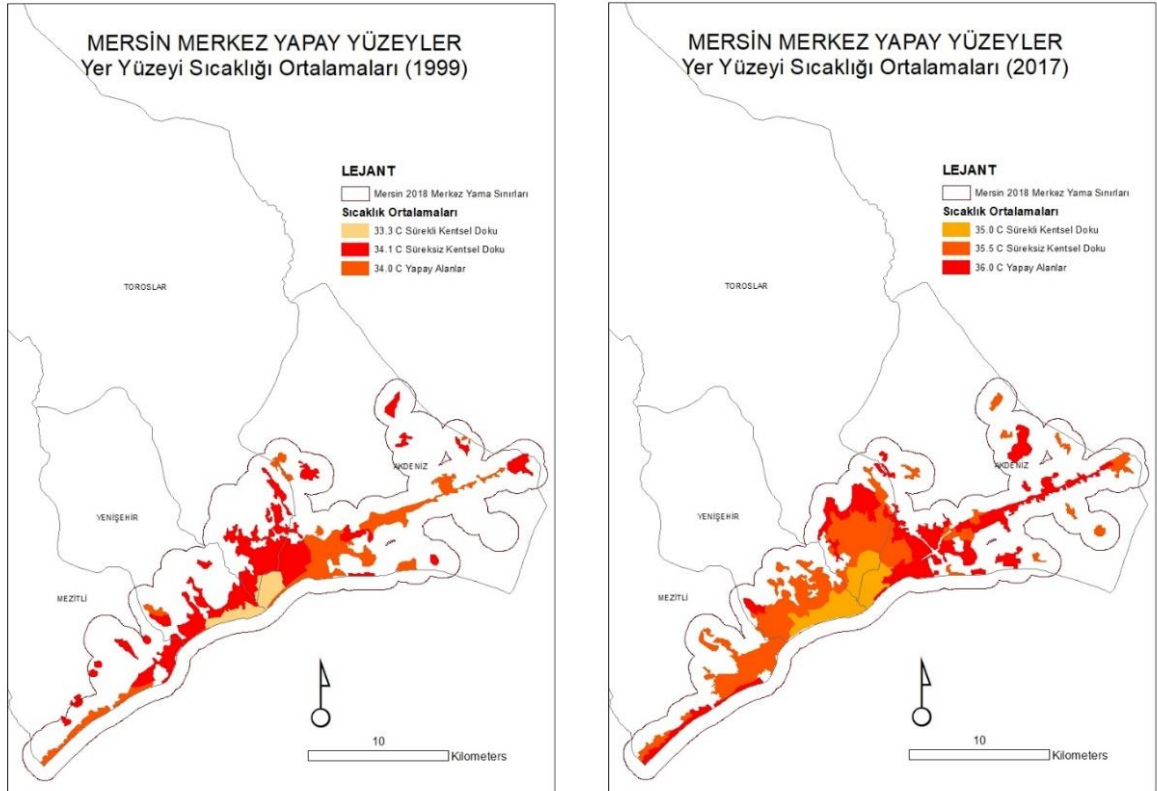 MERSİN MERKEZ YAPAY YÜZEYLER
Yer Yüzeyi Sıcaklığı Ortalamaları (1999)
LEJANT
Mersin 2018 Merkez Yama Sınırları
Sıcaklık Ortalamaları
33.3 C Sürekli Kentsel Doku
34.1 C Süreksiz Kentsel Doku
34.0 C Yapay Alanlar
TOROSLAR
AKDENİZ
YENİŞEHİR
MEZİTLİ
10
Kilometers
MERSİN MERKEZ YAPAY YÜZEYLER
Yer Yüzeyi Sıcaklığı Ortalamaları (2017)
LEJANT
Mersin 2018 Merkez Yama Sınırları
Sıcaklık Ortalamaları
35.0 C Sürekli Kentsel Doku
35.5 C Süreksiz Kentsel Doku
36.0 C Yapay Alanlar
TOROSLAR
AKDENİZ
YENİŞEHİR
MEZİTLİ
10
Kilometers